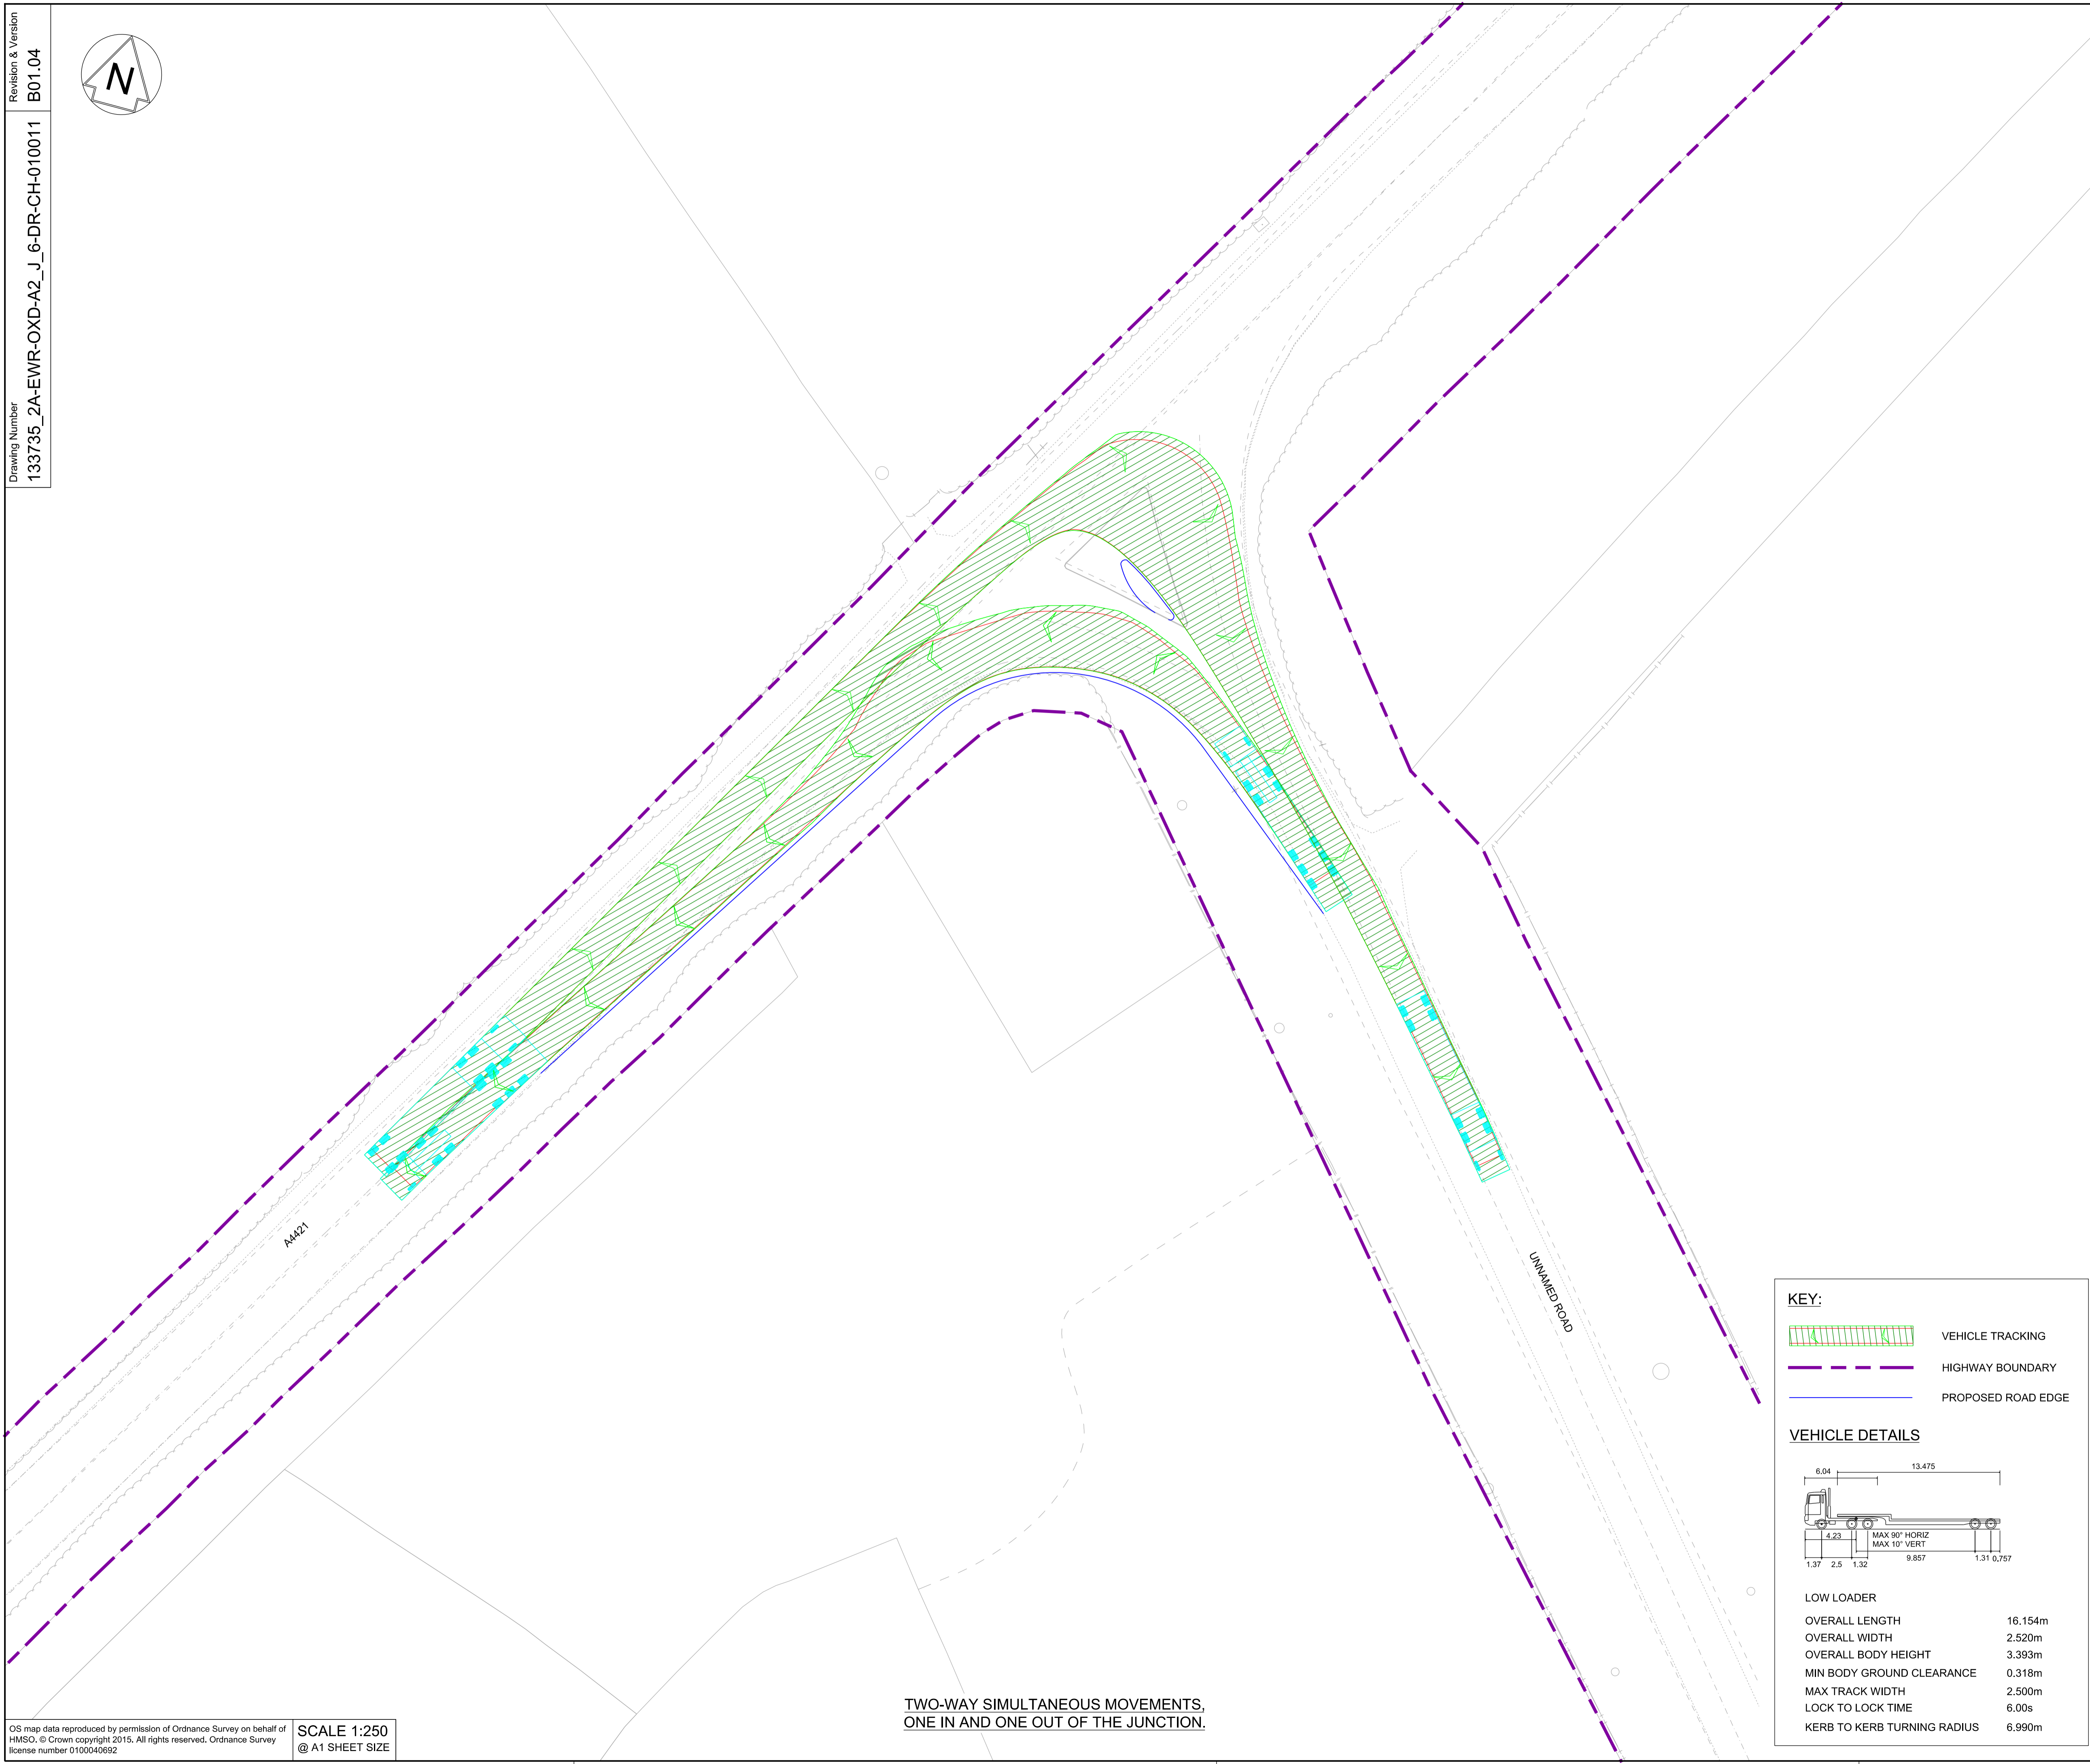 Revision & Version
B01.04
Drawing Number
133735_2A-EWR-OXD-A2_J_6-DR-CH-010011
N
A4421
UNNAMED ROAD
KEY:
VEHICLE TRACKING
HIGHWAY BOUNDARY
PROPOSED ROAD EDGE
VEHICLE DETAILS
6.04
13.475
4.23
MAX 90° HORIZ
MAX 10° VERT
1.37 2,5 1.32 9.857 1.31 0,757
LOW LOADER
OVERALL LENGTH 16.154m
OVERALL WIDTH 2.520m
OVERALL BODY HEIGHT 3.393m
MIN BODY GROUND CLEARANCE 0.318m
MAX TRACK WIDTH 2.500m
LOCK TO LOCK TIME 6.00s
KERB TO KERB TURNING RADIUS 6.990m
TWO-WAY SIMULTANEOUS MOVEMENTS,
ONE IN AND ONE OUT OF THE JUNCTION.
OS map data reproduced by permission of Ordnance Survey on behalf of
HMSO. © Crown copyright 2015. All rights reserved. Ordnance Survey
license number 0100040692
SCALE 1:250
@ A1 SHEET SIZE